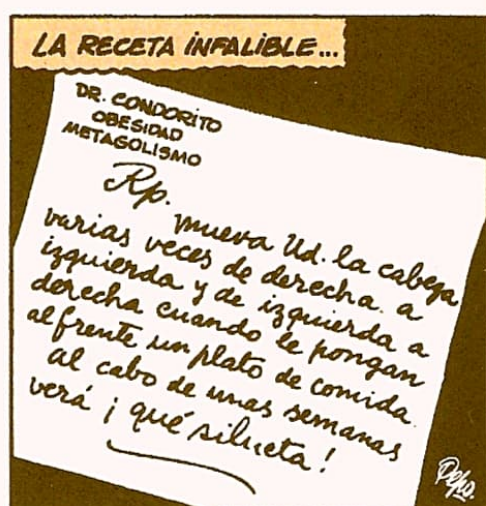 LA RECETA INFALIBLE...
DR. CONDORITO
OBESIDAD
METAGOLISMO
Rp.
mueva Ud. la cabeza
varias veces de derecha a
izquierda y de izquierda a
derecha cuando le pongan
al frente un plato de comida.
al cabo de unas semanas
verá ¡qué silueta!
Pepo.